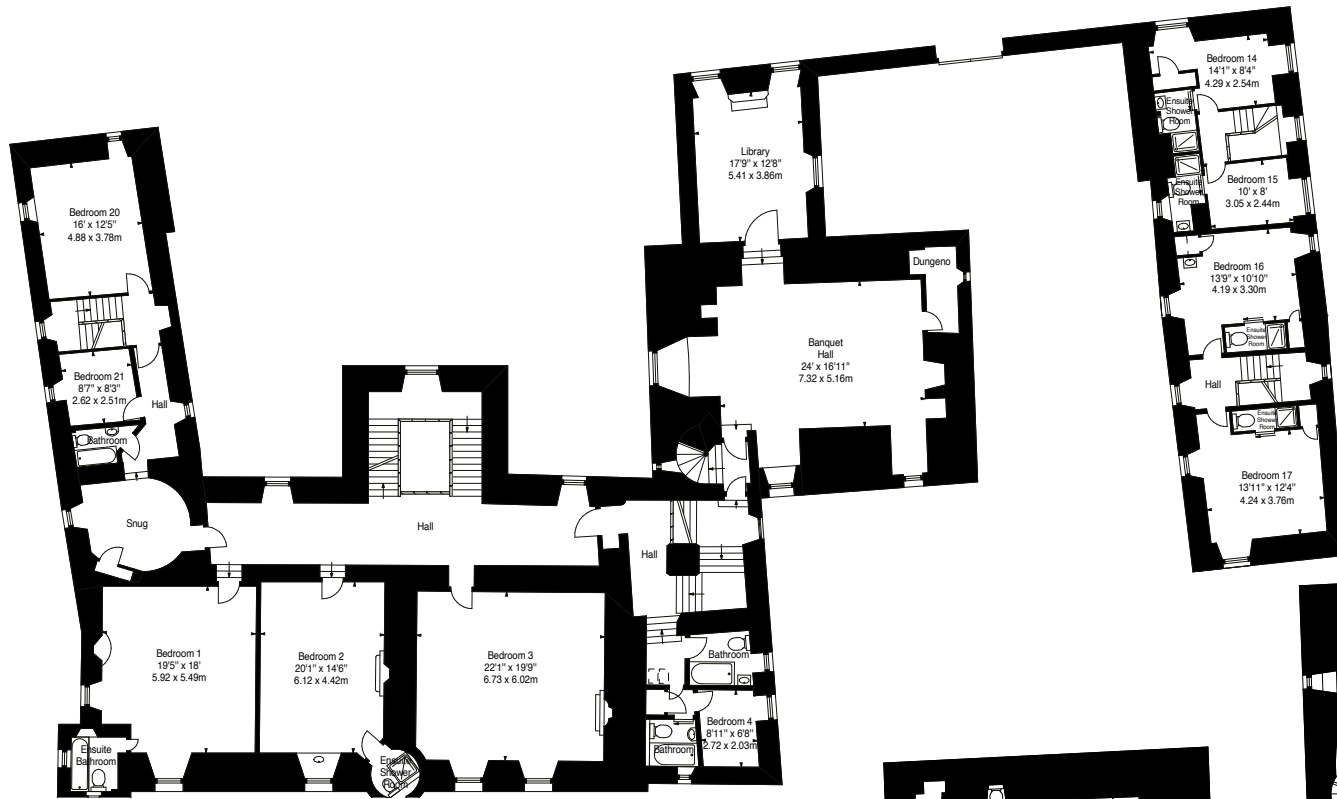 Bedroom 14
14'1" x 8'4"
4.29 x 2.54m
Ensuite
Shower
Room
Library
17'9" x 12'8"
5.41 x 3.86m
Bedroom 15
10' x 8'
3.05 x 2.44m
Ensuite
Shower
Room
Bedroom 20
16' x 12'5"
4.88 x 3.78m
Dungeno
Bedroom 16
13'9" x 10'10"
4.19 x 3.30m
Ensuite
Shower
Room
Banquet
Hall
24' x 16'11"
7.32 x 5.16m
Bedroom 21
8'7" x 8'3"
2.62 x 2.51m
Hall
Hall
Bathroom
Ensuite
Shower
Room
Bedroom 17
13'11" x 12'4"
4.24 x 3.76m
Snug
Hall
Hall
Bedroom 1
19'5" x 18'
5.92 x 5.49m
Bedroom 2
20'1" x 14'6"
6.12 x 4.42m
Bedroom 3
22'1" x 19'9"
6.73 x 6.02m
Bathroom
Bedroom 4
8'11" x 6'8"
2.72 x 2.03m
Bathroom
Ensuite
Bathroom
Ensuite
Shower
Room